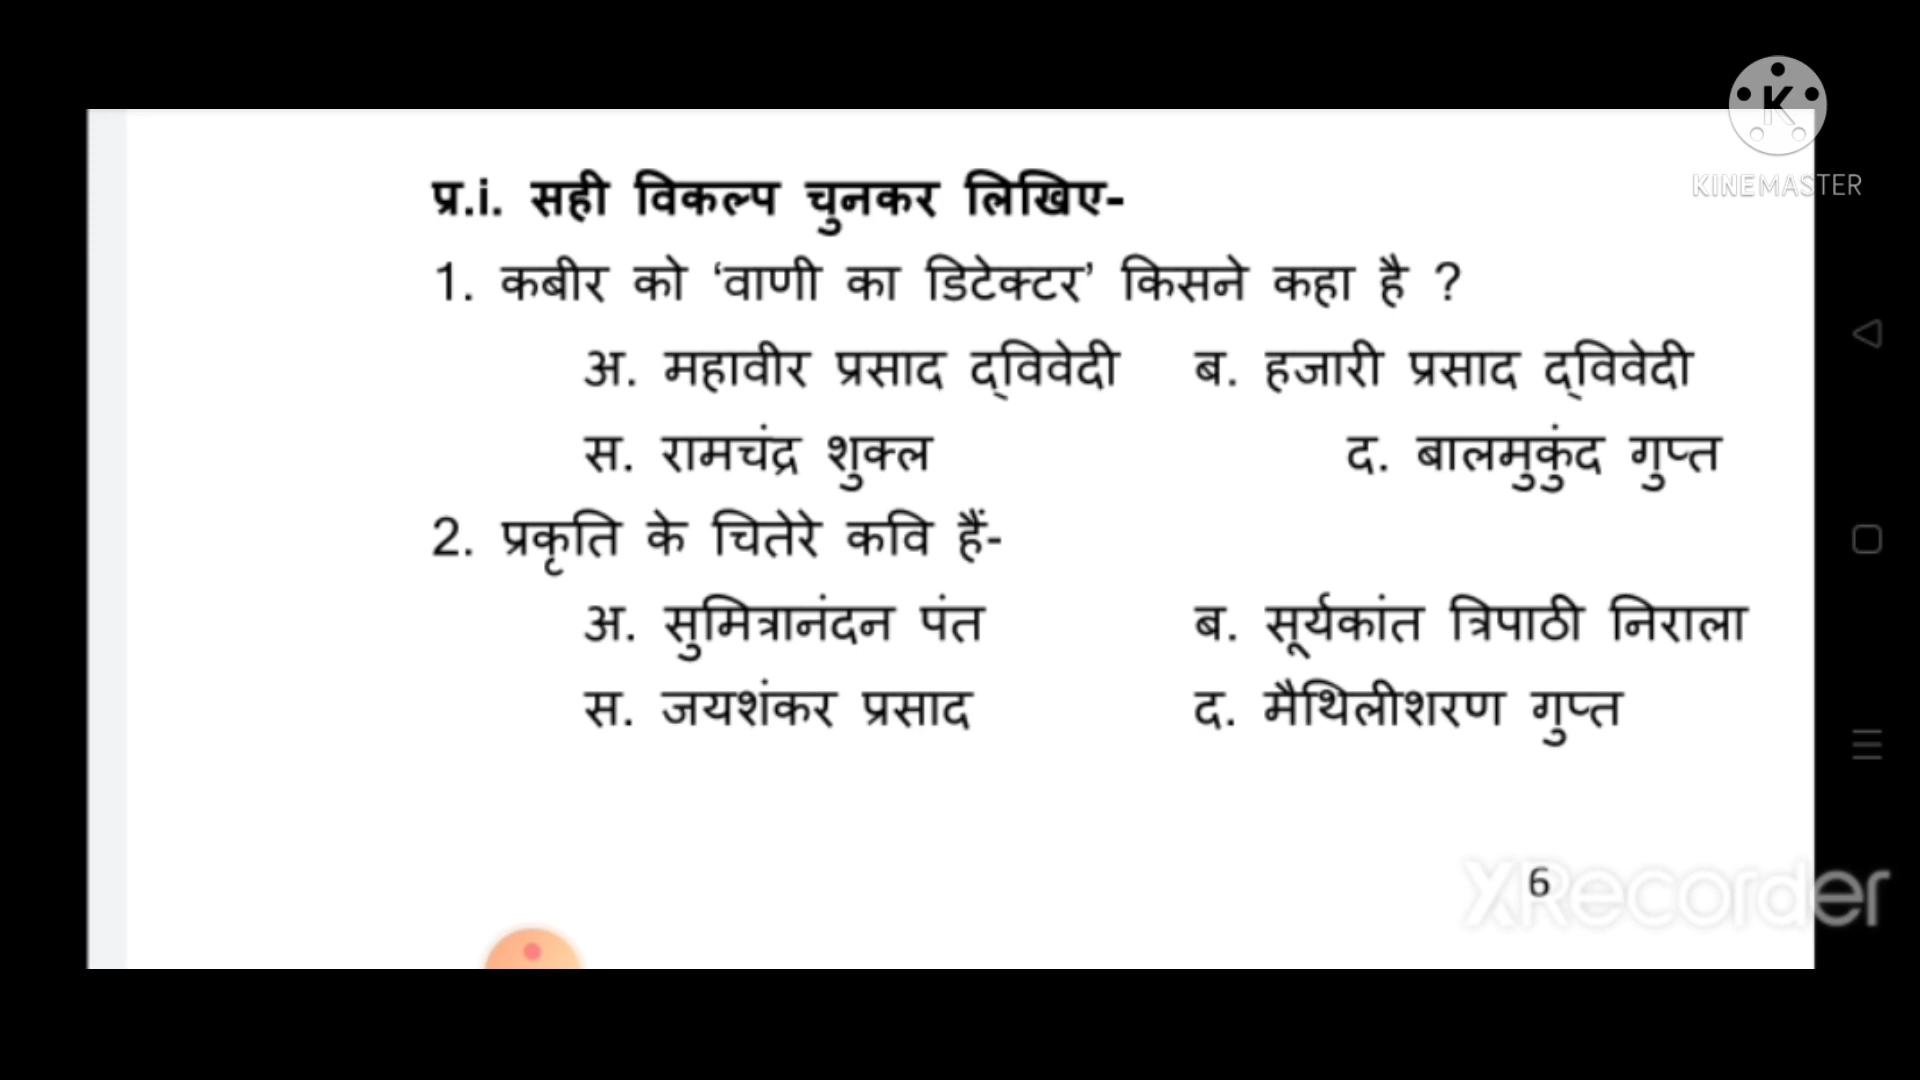 KINEMASTER
प्र.i. सही विकल्प चुनकर लिखिए-
1. कबीर को ‘वाणी का डिटेक्टर’ किसने कहा है ?
अ. महावीर प्रसाद द्विवेदी ब. हजारी प्रसाद द्विवेदी
स. रामचंद्र शुक्ल द. बालमुकुंद गुप्त
2. प्रकृति के चितेरे कवि हैं-
अ. सुमित्रानंदन पंत ब. सूर्यकांत त्रिपाठी निराला
स. जयशंकर प्रसाद द. मैथिलीशरण गुप्त
6
XRecorder